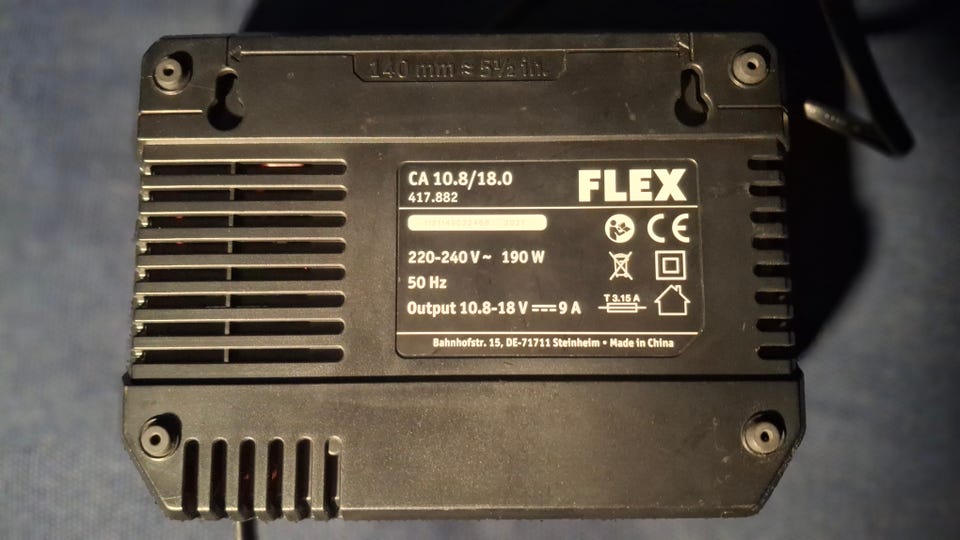 140 mm ≈ 5½ in.
CA 10.8/18.0
FLEX
417.882
220-240 V ~ 190 W
50 Hz
T 3.15 A
Output 10.8-18 V ⎓ 9 A
Bahnhofstr. 15, DE-71711 Steinheim • Made in China